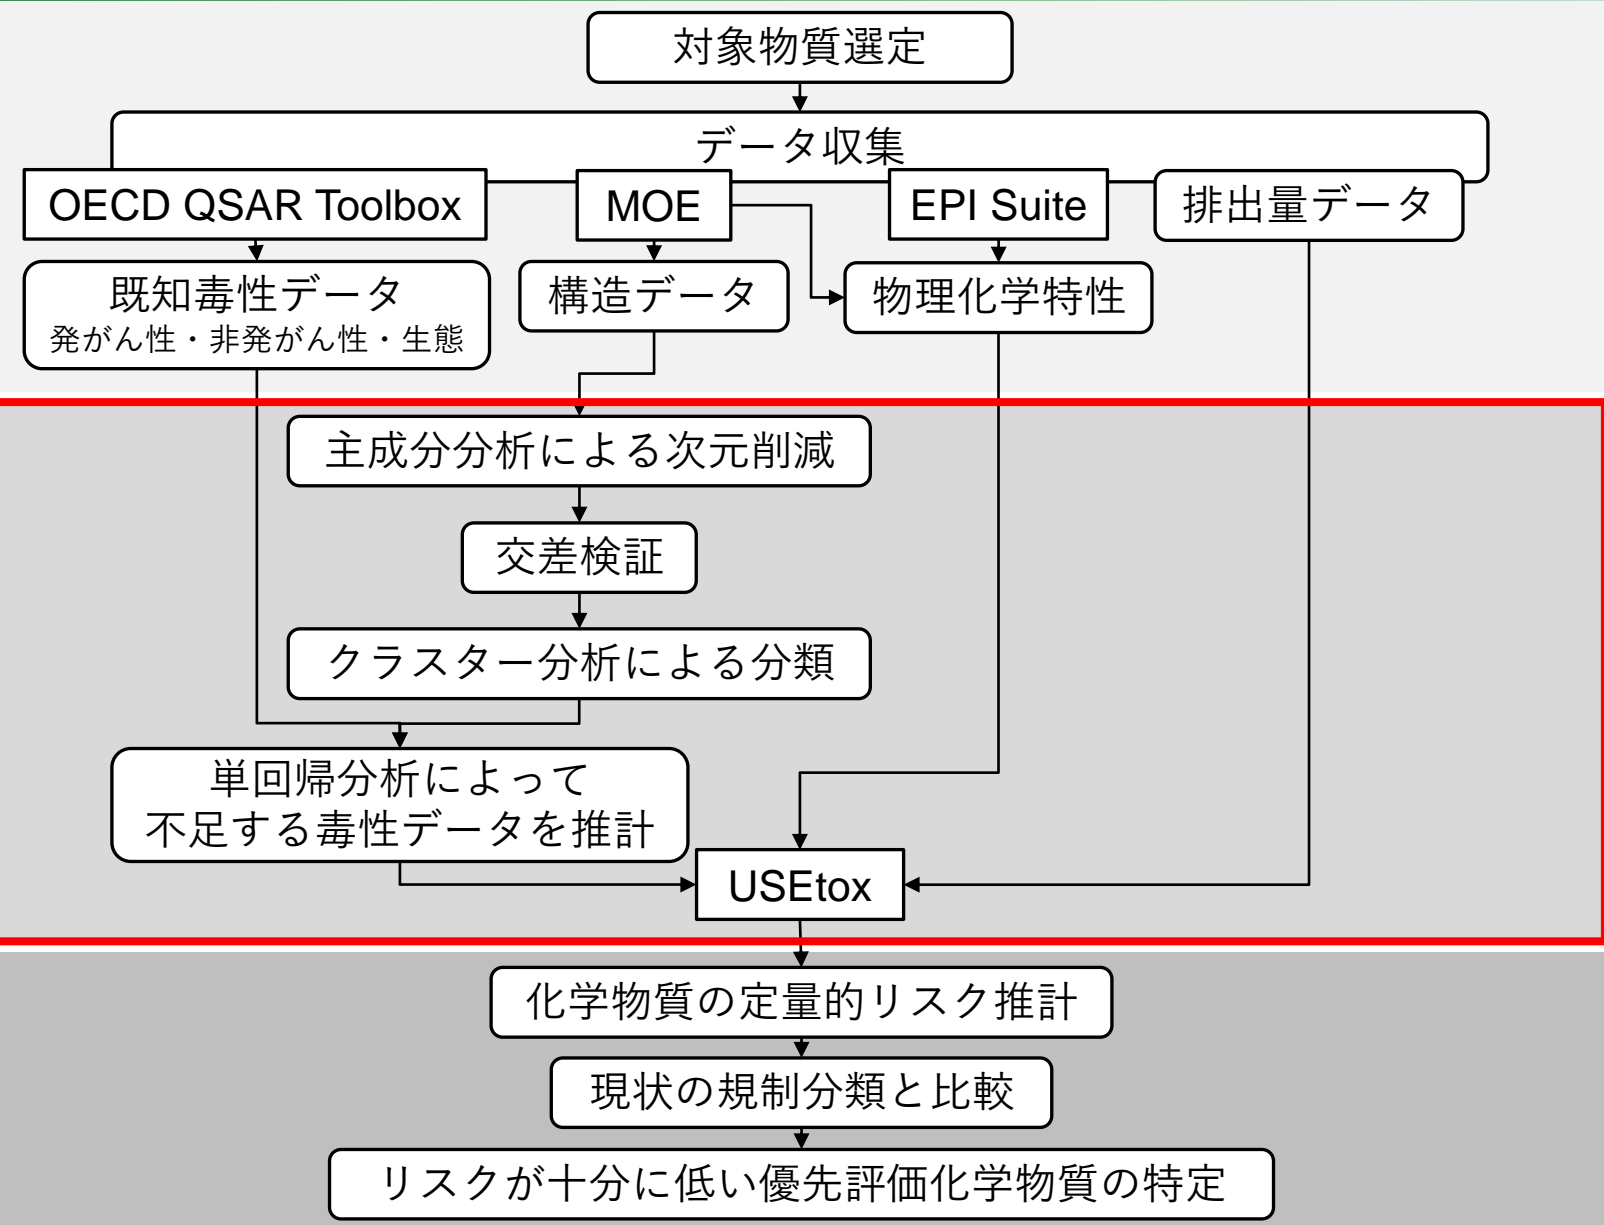 対象物質選定
データ収集
OECD QSAR Toolbox
MOE
EPI Suite
排出量データ
既知毒性データ
発がん性・非発がん性・生態
構造データ
物理化学特性
主成分分析による次元削減
交差検証
クラスター分析による分類
単回帰分析によって
不足する毒性データを推計
USEtox
化学物質の定量的リスク推計
現状の規制分類と比較
リスクが十分に低い優先評価化学物質の特定